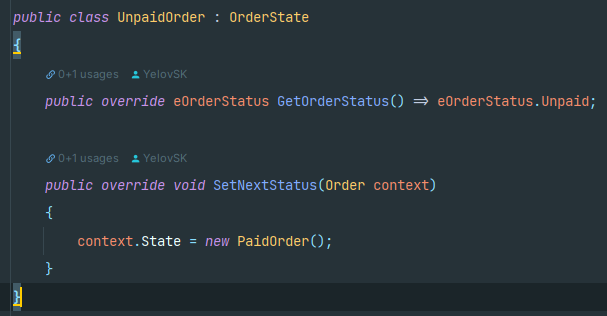 public class UnpaidOrder : OrderState
{
0+1 usages YelovSK
public override eOrderStatus GetOrderStatus() => eOrderStatus.Unpaid;
0+1 usages YelovSK
public override void SetNextStatus(Order context)
{
context.State = new PaidOrder();
}
}